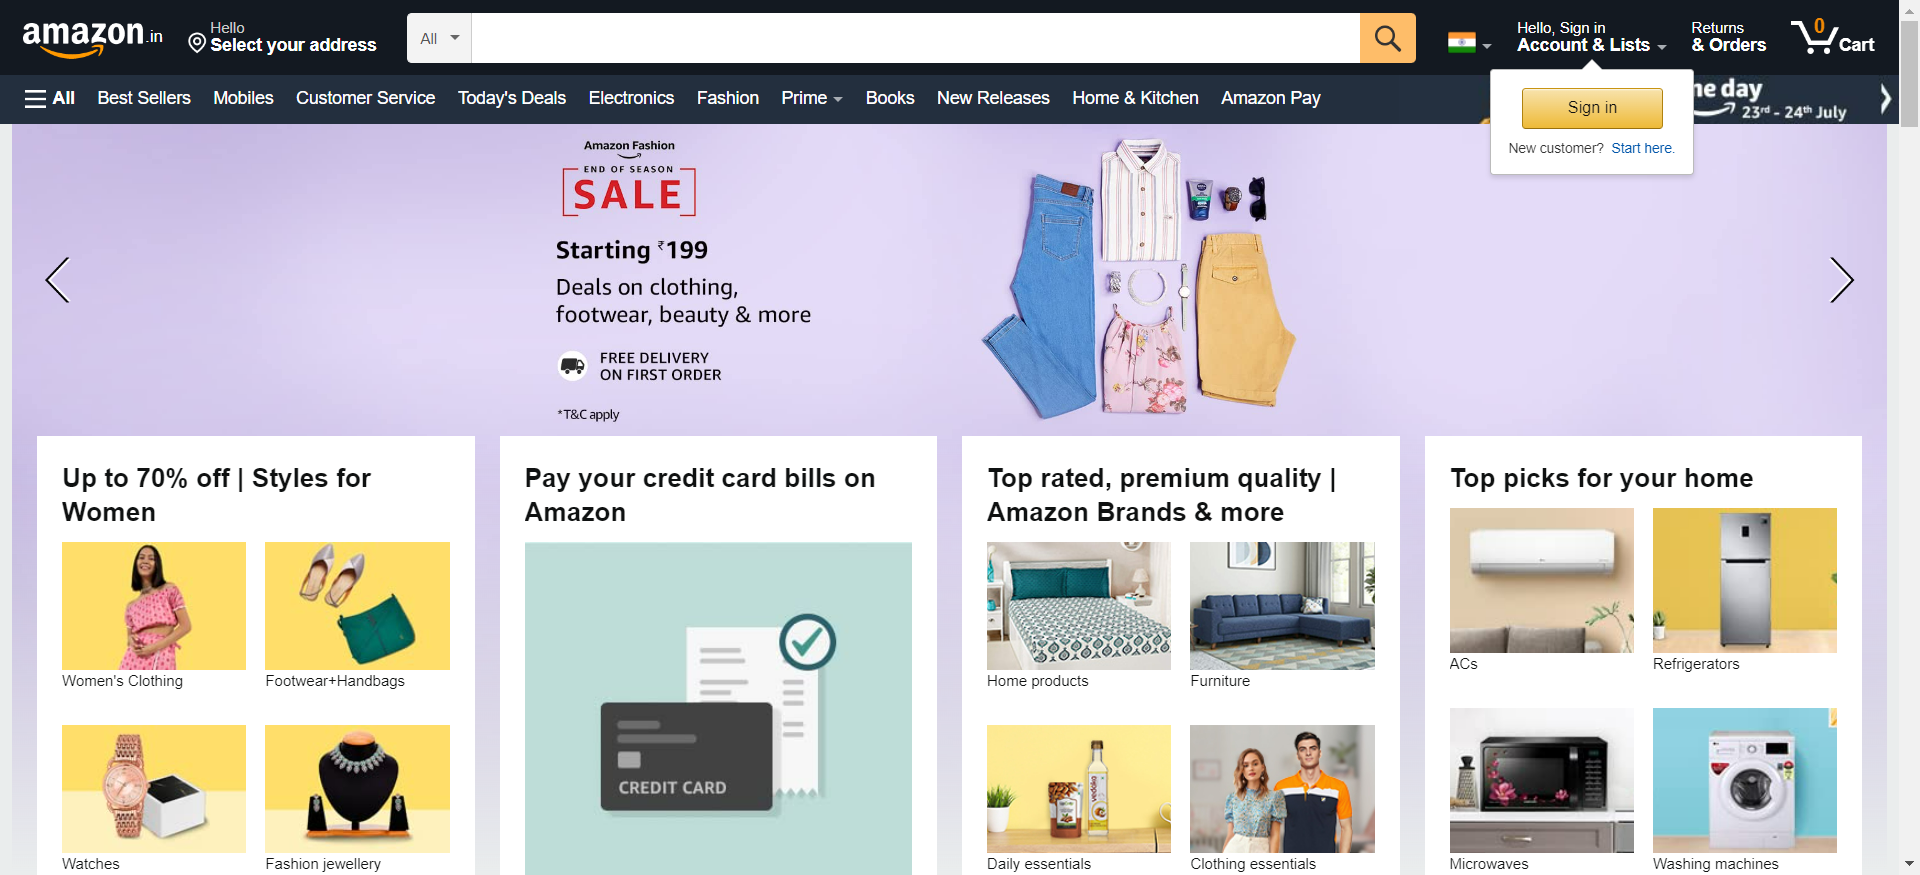 amazon.in
Hello
Select your address
All
Hello, Sign in
Account & Lists
Returns
& Orders
0
Cart
All
Best Sellers
Mobiles
Customer Service
Today's Deals
Electronics
Fashion
Prime
Books
New Releases
Home & Kitchen
Amazon Pay
day
23rd - 24th July
Sign in
New customer? Start here.
Amazon Fashion
END OF SEASON
SALE
Starting ₹199
Deals on clothing,
footwear, beauty & more
FREE DELIVERY
ON FIRST ORDER
*T&C apply
Up to 70% off | Styles for
Women
Women's Clothing
Footwear+Handbags
Watches
Fashion jewellery
Pay your credit card bills on
Amazon
CREDIT CARD
Top rated, premium quality |
Amazon Brands & more
Home products
Furniture
Daily essentials
Clothing essentials
Top picks for your home
ACs
Refrigerators
Microwaves
Washing machines